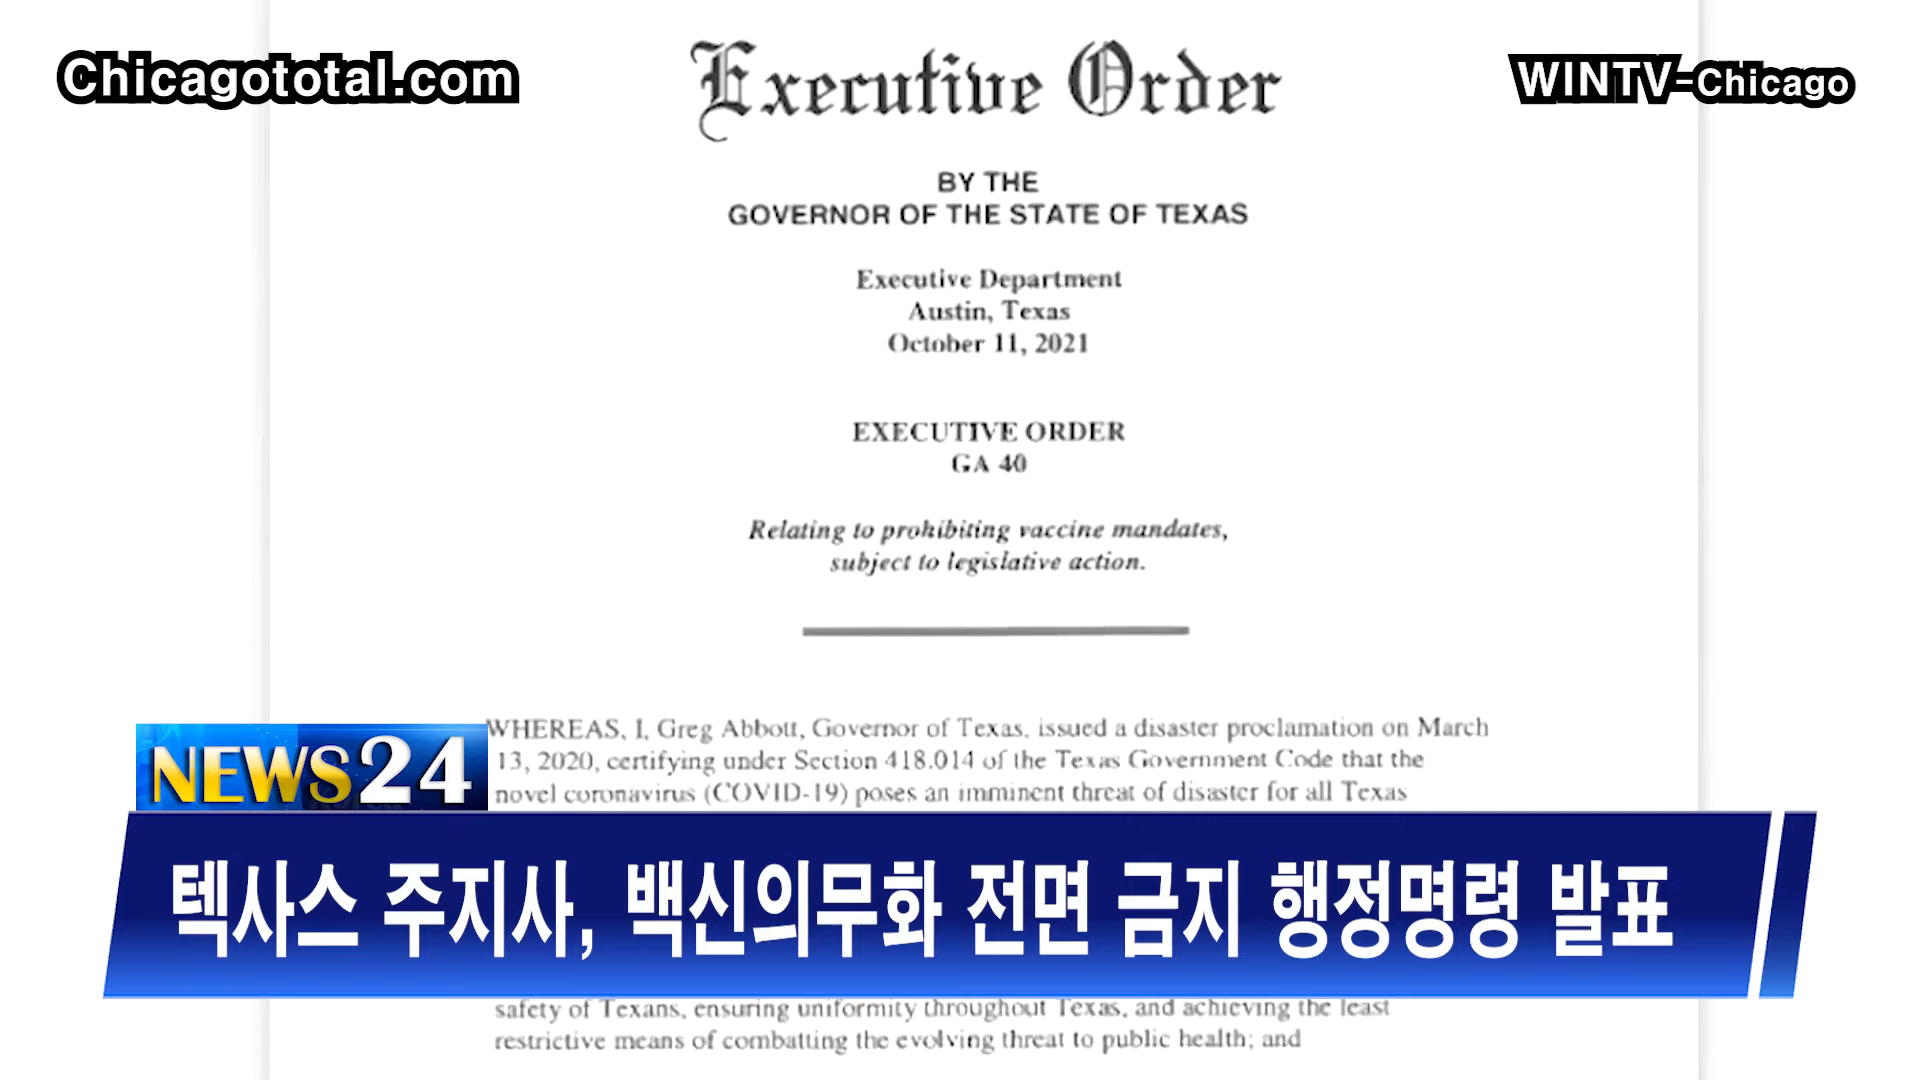 Chicagototal.com
WINTV-Chicago
Executive Order
BY THE
GOVERNOR OF THE STATE OF TEXAS
Executive Department
Austin, Texas
October 11, 2021
EXECUTIVE ORDER
GA 40
Relating to prohibiting vaccine mandates,
subject to legislative action.
WHEREAS, I, Greg Abbott, Governor of Texas, issued a disaster proclamation on March
13, 2020, certifying under Section 418.014 of the Texas Government Code that the
novel coronavirus (COVID-19) poses an imminent threat of disaster for all Texas
NEWS24
텍사스 주지사, 백신의무화 전면 금지 행정명령 발표
safety of Texans, ensuring uniformity throughout Texas, and achieving the least
restrictive means of combatting the evolving threat to public health; and